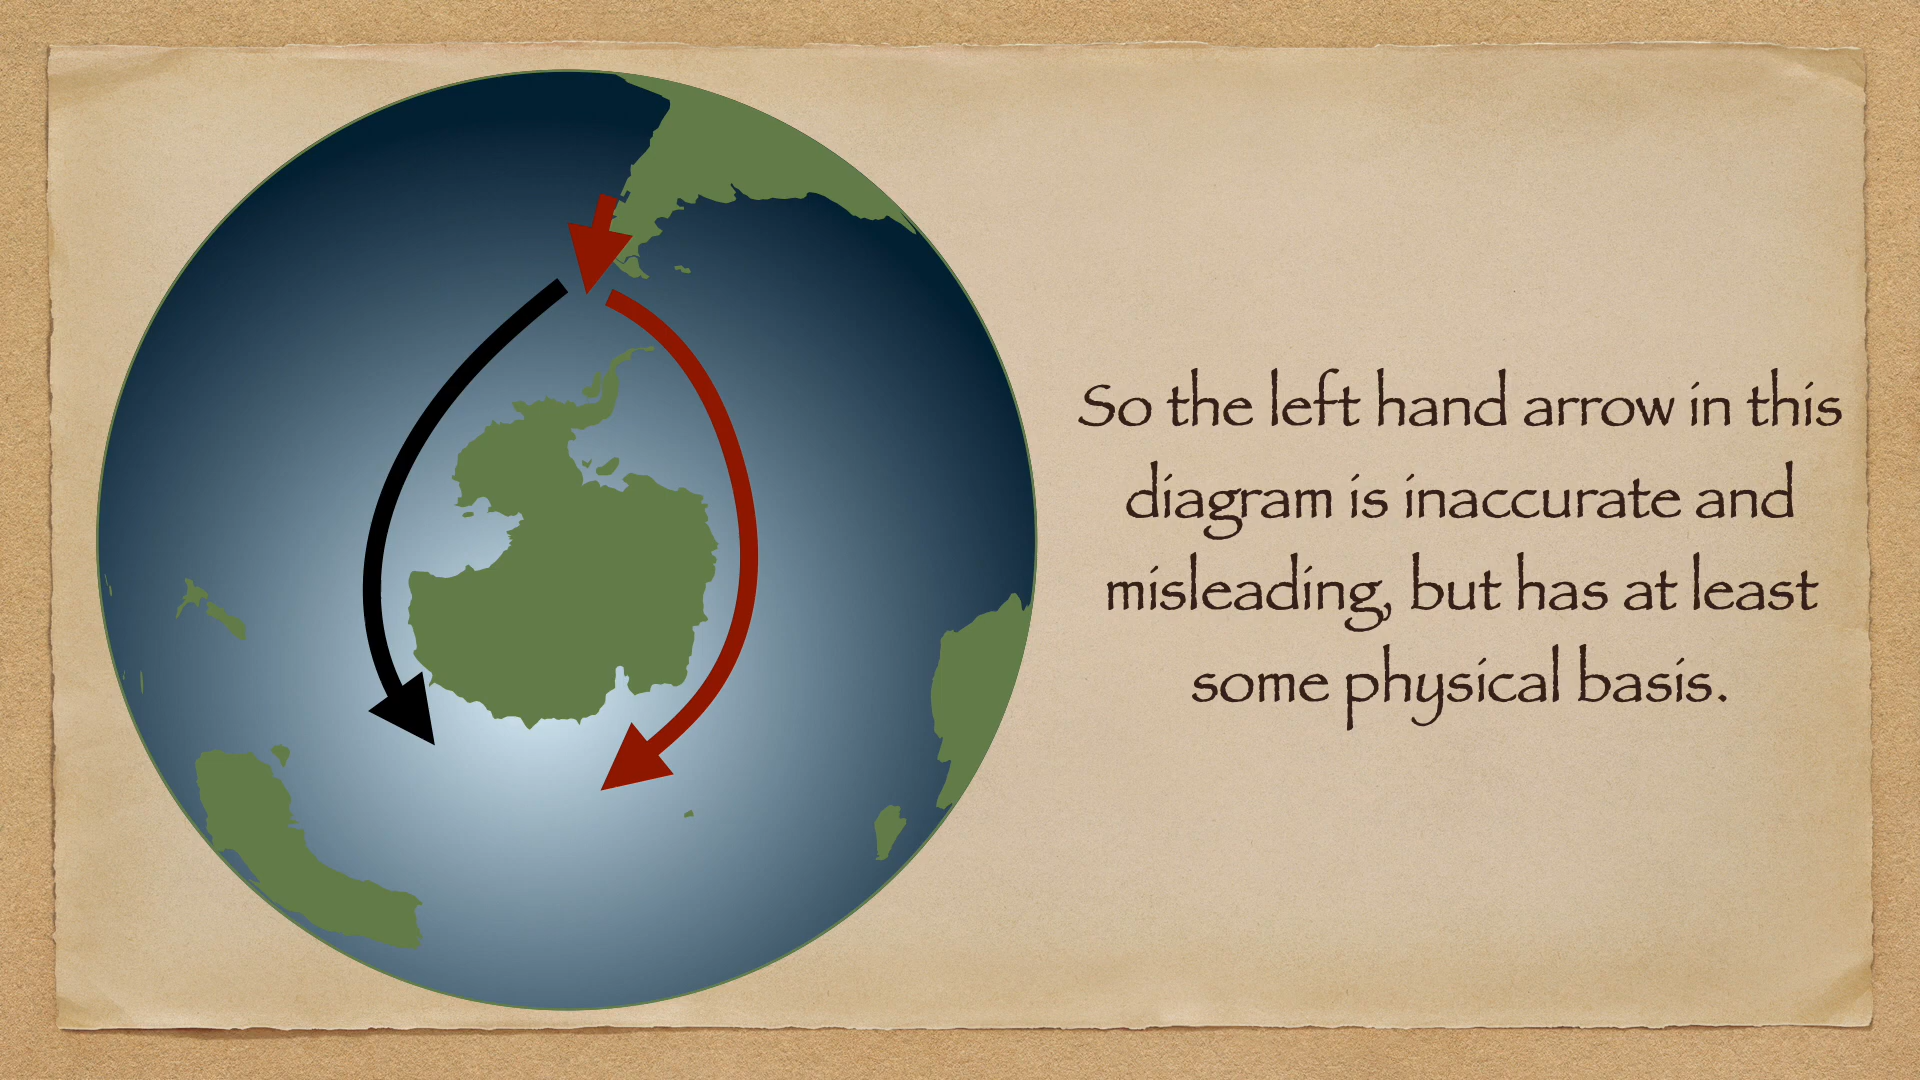 So the left hand arrow in this
diagram is inaccurate and
misleading, but has at least
some physical basis.